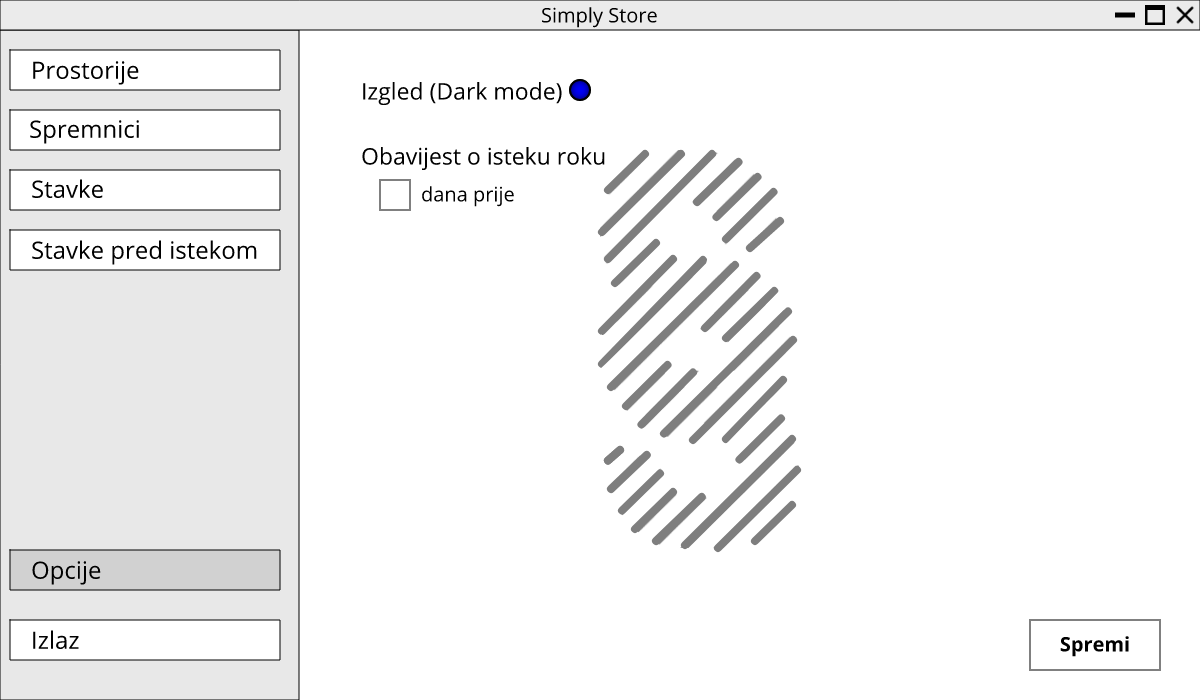 Simply Store
Prostorije
Spremnici
Stavke
Stavke pred istekom
Opcije
Izlaz
Izgled (Dark mode)
Obavijest o isteku roku
dana prije
Spremi